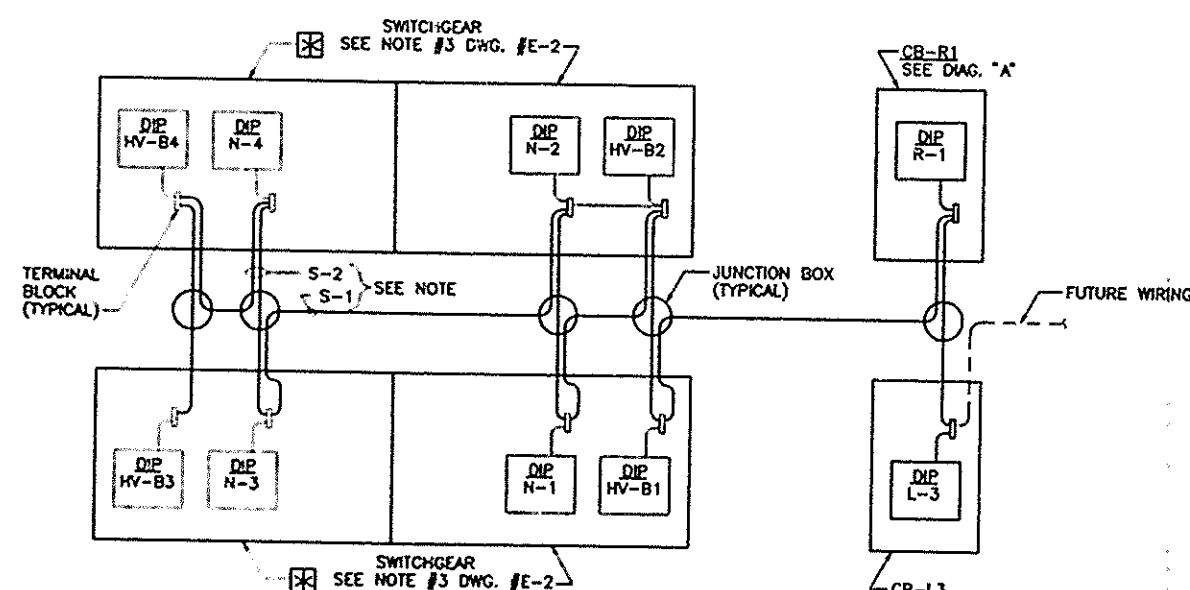 SWITCHGEAR
SEE NOTE #3 DWG. #E-2
CB-R1
SEE DIAG. "A"
DIP
HV-B4
DIP
N-4
DIP
N-2
DIP
HV-B2
DIP
R-1
TERMINAL
BLOCK
(TYPICAL)
S-2
S-1
SEE NOTE
JUNCTION BOX
(TYPICAL)
FUTURE WIRING
DIP
HV-B3
DIP
N-3
DIP
N-1
DIP
HV-B1
DIP
L-3
SWITCHGEAR
SEE NOTE #3 DWG. #E-2
CB-L3